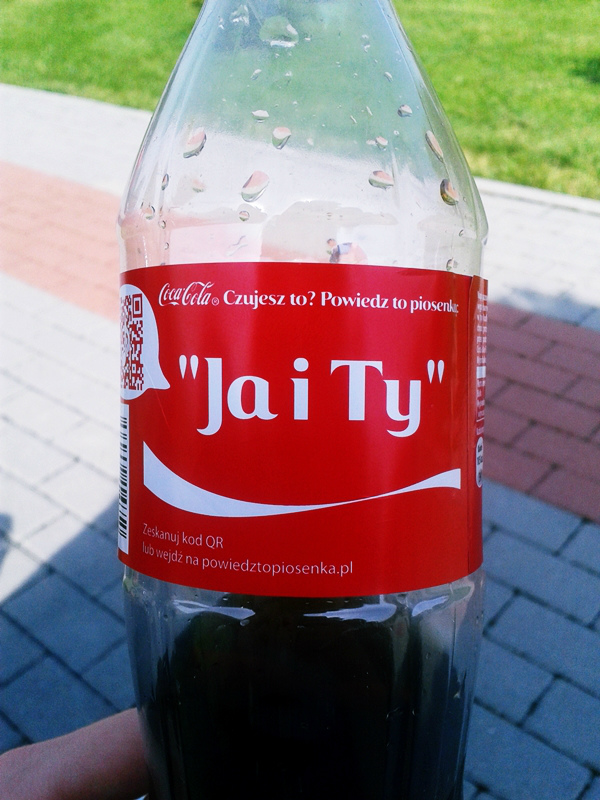 Coca-Cola® Czujesz to? Powiedz to piosenką
"Ja i Ty"
Zeskanuj kod QR
lub wejdź na powiedztopiosenka.pl